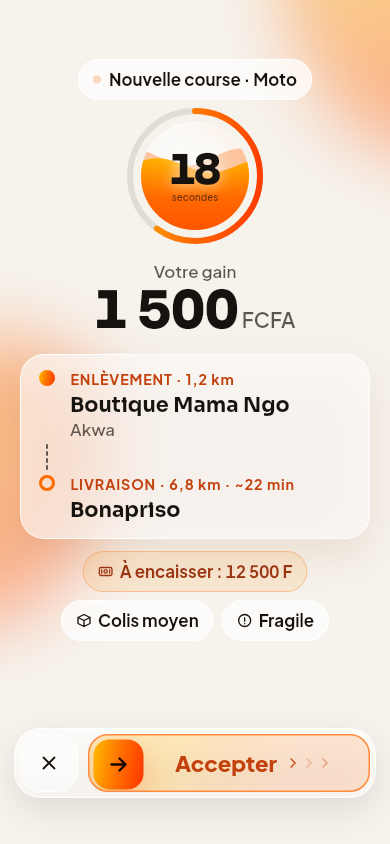 Nouvelle course · Moto
18
secondes
Votre gain
1 500 FCFA
ENLÈVEMENT · 1,2 km
Boutique Mama Ngo
Akwa
LIVRAISON · 6,8 km · ~22 min
Bonapriso
À encaisser : 12 500 F
Colis moyen
Fragile
Accepter